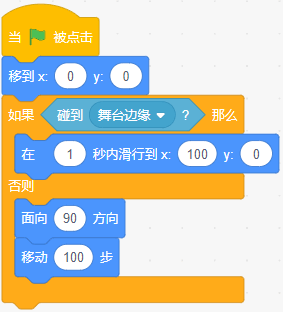 当 被点击
移到 x: 0 y: 0
如果 碰到 舞台边缘 ? 那么
在 1 秒内滑行到 x: 100 y: 0
否则
面向 90 方向
移动 100 步